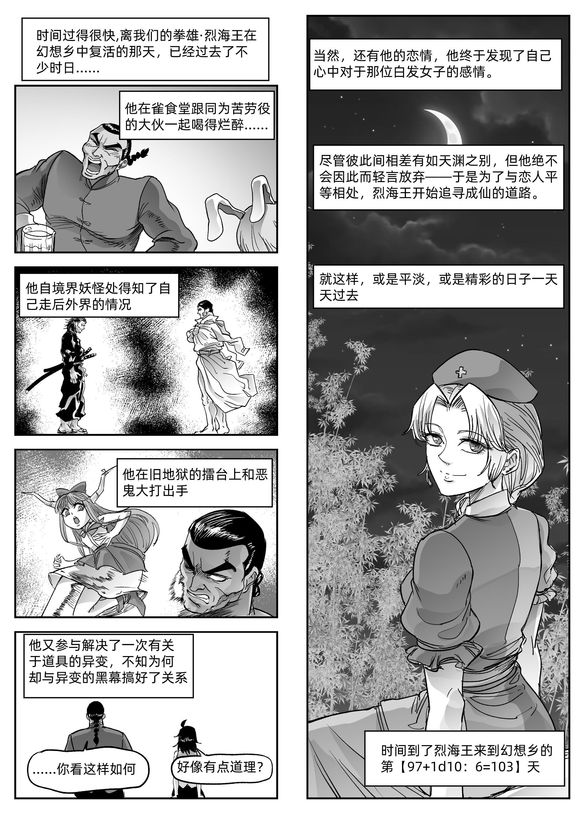 时间过得很快,离我们的拳雄·烈海王在
幻想乡中复活的那天，已经过去了不
少时日……
他在雀食堂跟同为苦劳役
的大伙一起喝得烂醉……
他自境界妖怪处得知了自
己走后外界的情况
他在旧地狱的擂台上和恶
鬼大打出手
他又参与解决了一次有关
于道具的异变，不知为何
却与异变的黑幕搞好了关系
……你看这样如何
好像有点道理？
当然，还有他的恋情，他终于发现了自己
心中对于那位白发女子的感情。
尽管彼此间相差有如天渊之别，但他绝不
会因此而轻言放弃——于是为了与恋人平
等相处，烈海王开始追寻成仙的道路。
就这样，或是平淡，或是精彩的日子一天
天过去
时间到了烈海王来到幻想乡的
第【97+1d10：6=103】天